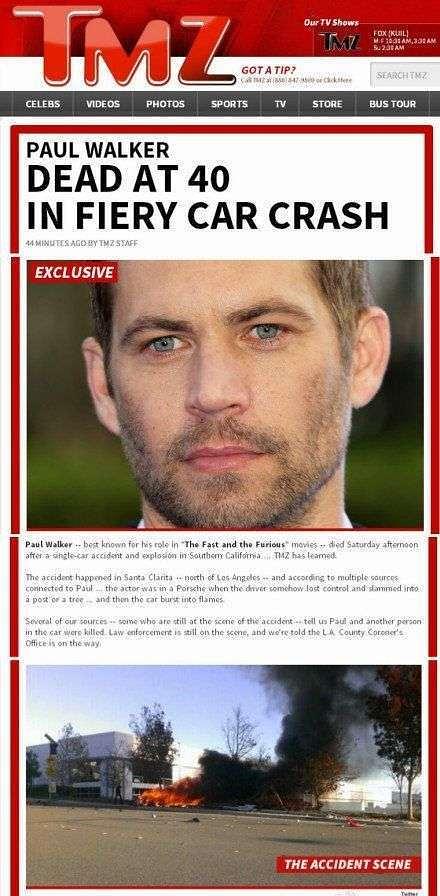 TMZ
Our TV Shows
TMZ
FOX (KUIL)
M-F 10:30 AM, 3:30 AM
Su 2:30 AM
GOT A TIP?
Call TMZ at (888) 847-9869 or Click Here
SEARCH TMZ
CELEBS VIDEOS PHOTOS SPORTS TV STORE BUS TOUR
PAUL WALKER
DEAD AT 40
IN FIERY CAR CRASH
44 MINUTES AGO BY TMZ STAFF
EXCLUSIVE
Paul Walker -- best known for his role in "The Fast and the Furious" movies -- died Saturday afternoon
after a single-car accident and explosion in Southern California ... TMZ has learned.
The accident happened in Santa Clarita -- north of Los Angeles -- and according to multiple sources
connected to Paul ... the actor was in a Porsche when the driver somehow lost control and slammed into
a post or a tree ... and then the car burst into flames.
Several of our sources -- some who are still at the scene of the accident -- tell us Paul and another person
in the car were killed. Law enforcement is still on the scene, and we're told the L.A. County Coroner's
Office is on the way.
THE ACCIDENT SCENE
Twitter